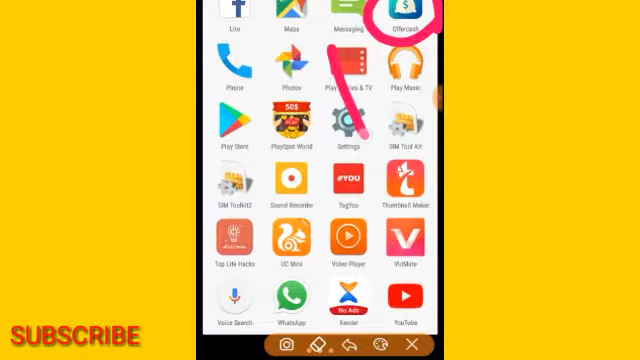 Lite Maps Messaging Offercash
Phone Photos Play Movies & TV Play Music
50$
PLAY
Play Store PlaySpot World Settings SIM Tool Kit
#YOU
SIM Toolkit2 Sound Recorder TagYou Thumbnail Maker
Top Life Hacks UC Mini Video Player VidMate
No Ads
Voice Search WhatsApp Xender YouTube
SUBSCRIBE